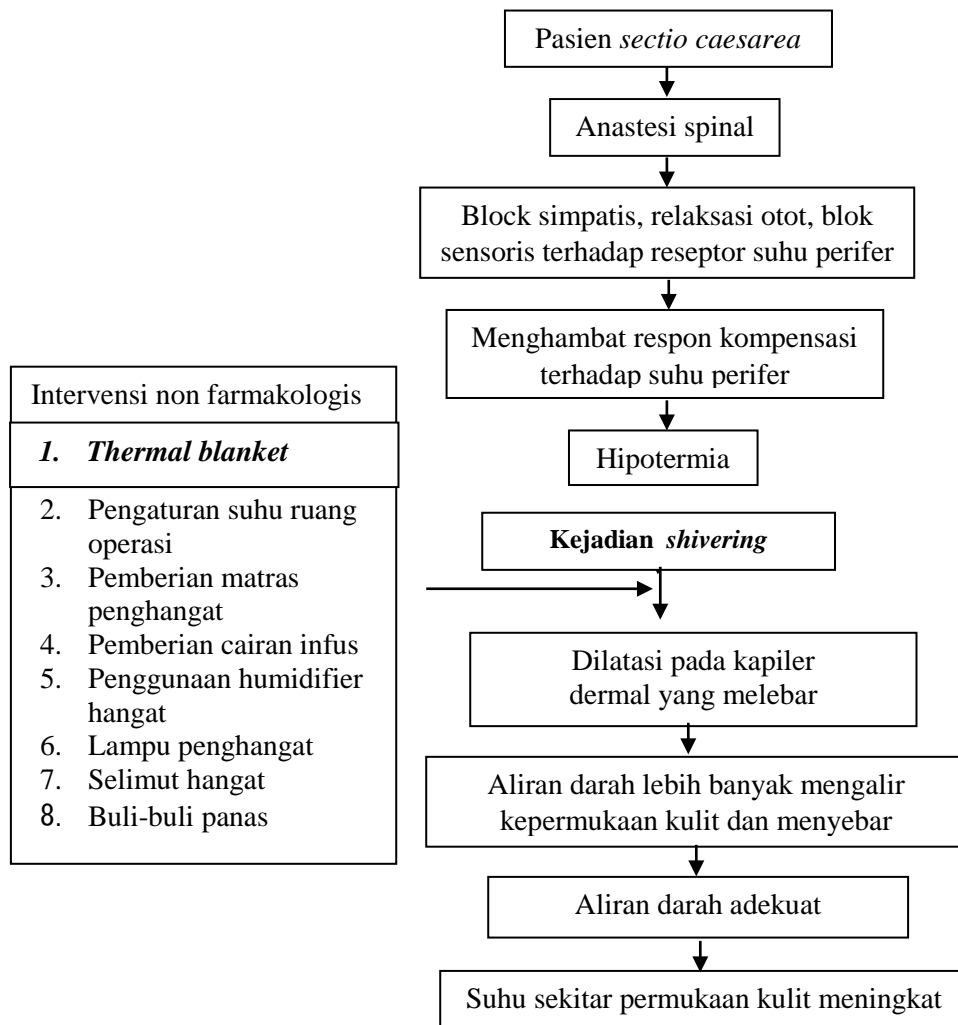 Pasien sectio caesarea
Anastesi spinal
Block simpatis, relaksasi otot, blok
sensoris terhadap reseptor suhu perifer
Menghambat respon kompensasi
terhadap suhu perifer
Hipotermia
Intervensi non farmakologis
1. Thermal blanket
2. Pengaturan suhu ruang
operasi
3. Pemberian matras
penghangat
4. Pemberian cairan infus
5. Penggunaan humidifier
hangat
6. Lampu penghangat
7. Selimut hangat
8. Buli-buli panas
Kejadian shivering
Dilatasi pada kapiler
dermal yang melebar
Aliran darah lebih banyak mengalir
kepermukaan kulit dan menyebar
Aliran darah adekuat
Suhu sekitar permukaan kulit meningkat